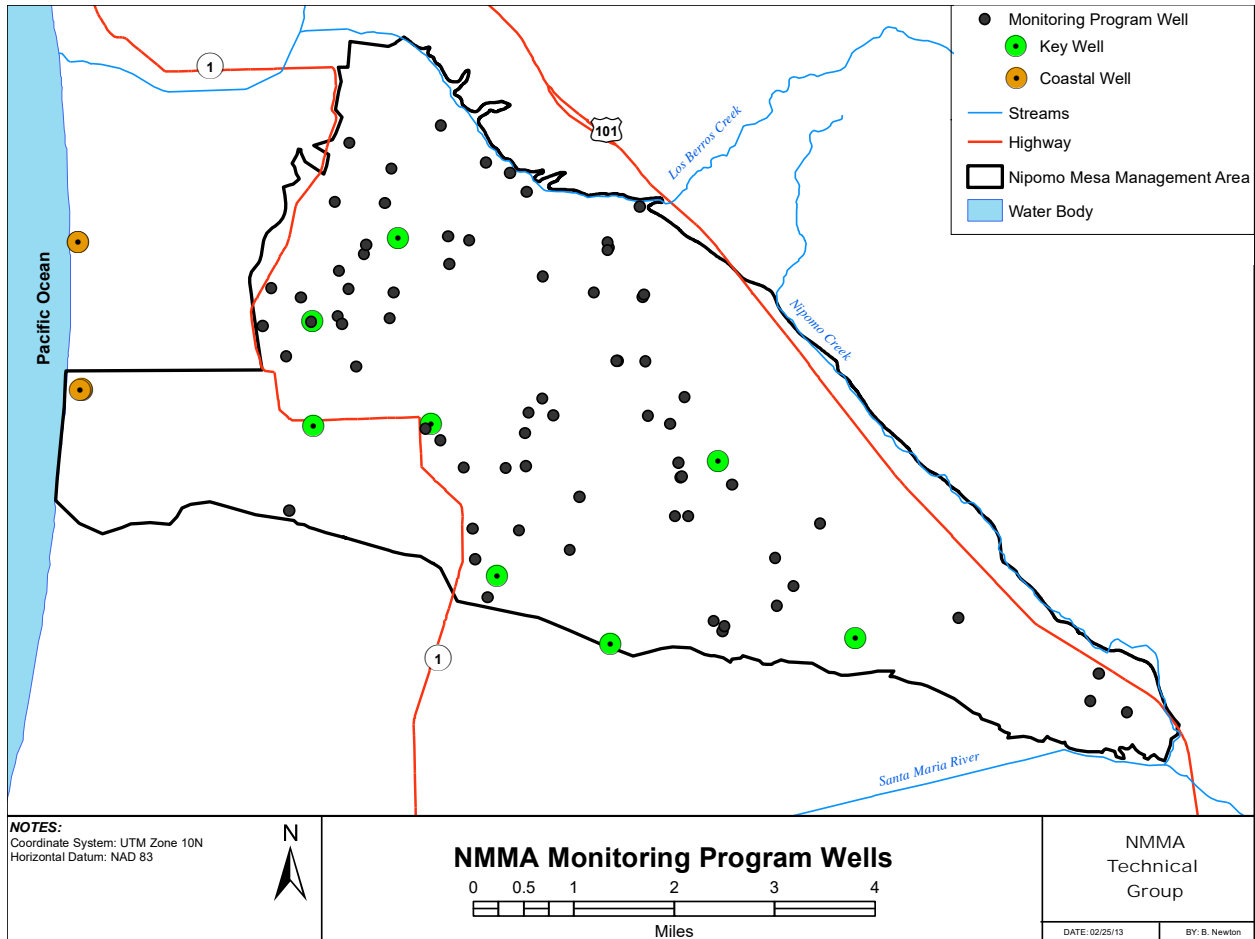 Monitoring Program Well
Key Well
Coastal Well
Streams
Highway
Nipomo Mesa Management Area
Water Body
1
101
Los Berros Creek
Pacific Ocean
Nipomo Creek
1
Santa Maria River
NOTES:
Coordinate System: UTM Zone 10N
Horizontal Datum: NAD 83
N
NMMA Monitoring Program Wells
0 0.5 1 2 3 4
Miles
NMMA
Technical
Group
DATE: 02/25/13 BY: B. Newton